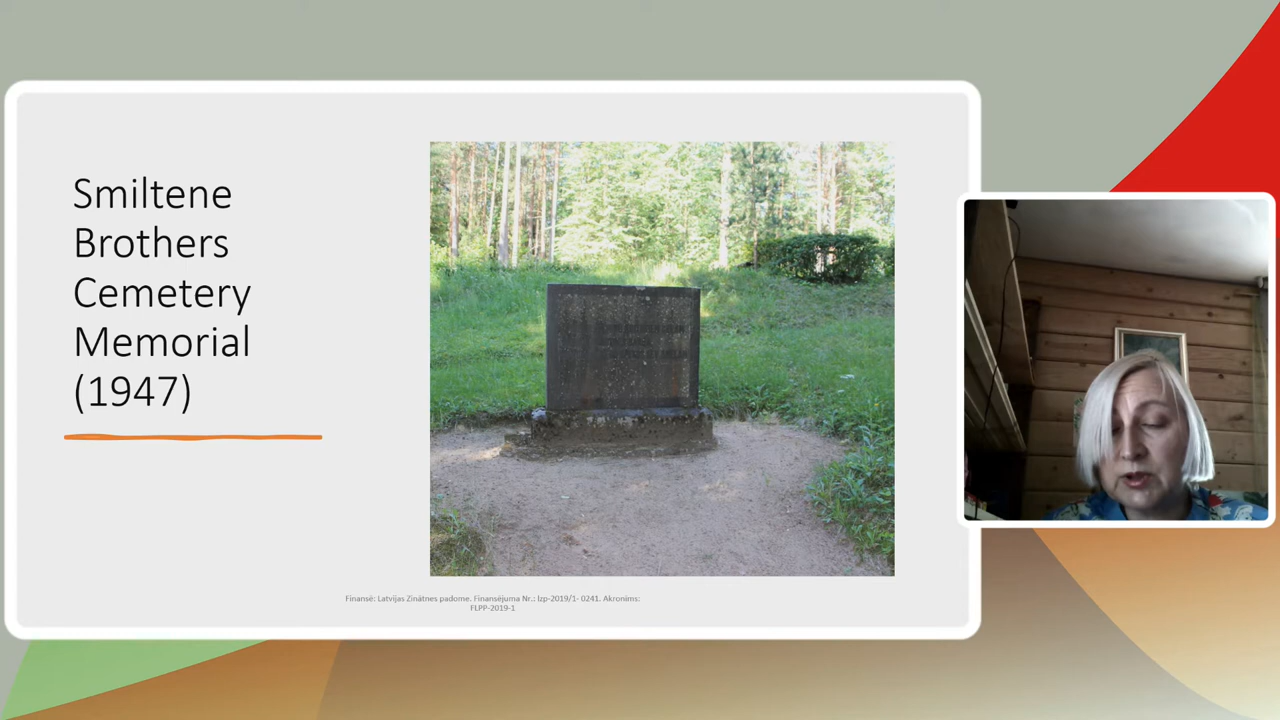 Smiltene
Brothers
Cemetery
Memorial
(1947)
Finansē: Latvijas Zinātnes padome. Finansējuma Nr.: lzp-2019/1- 0241. Akronīms:
FLPP-2019-1